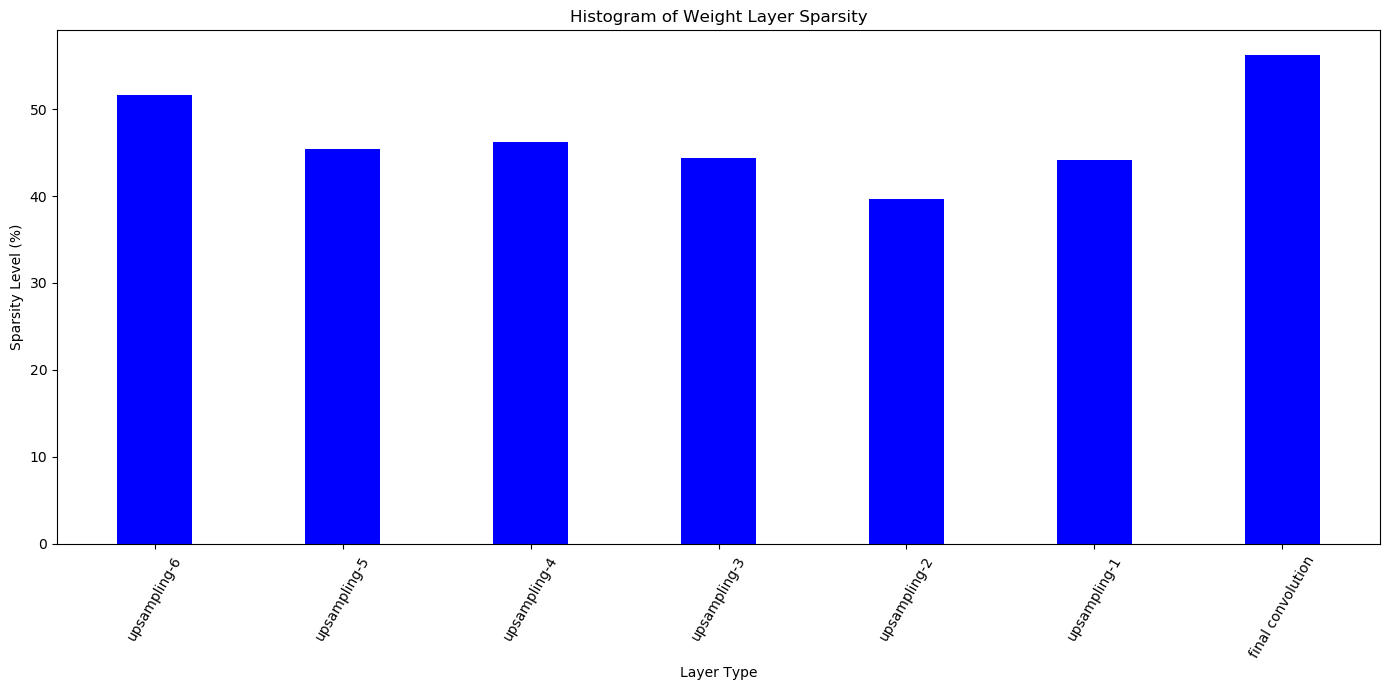 Histogram of Weight Layer Sparsity
Sparsity Level (%)
50
40
30
20
10
0
upsampling-6
upsampling-5
upsampling-4
upsampling-3
upsampling-2
upsampling-1
final convolution
Layer Type